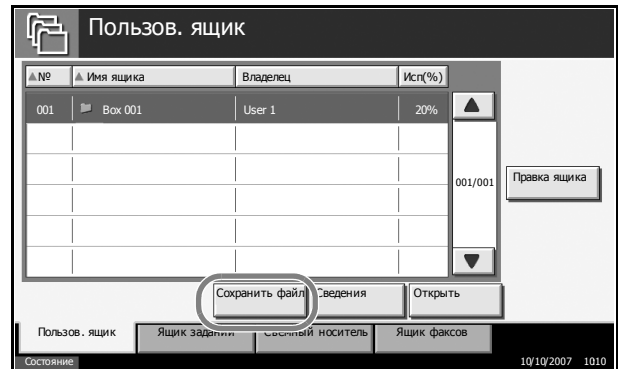 Пользов. ящик
№ Имя ящика Владелец Исп(%)
001 Box 001 User 1 20%
001/001
Правка ящика
Сохранить файл Сведения Открыть
Пользов. ящик Ящик заданий Съемный носитель Ящик факсов
Состояние 10/10/2007 1010